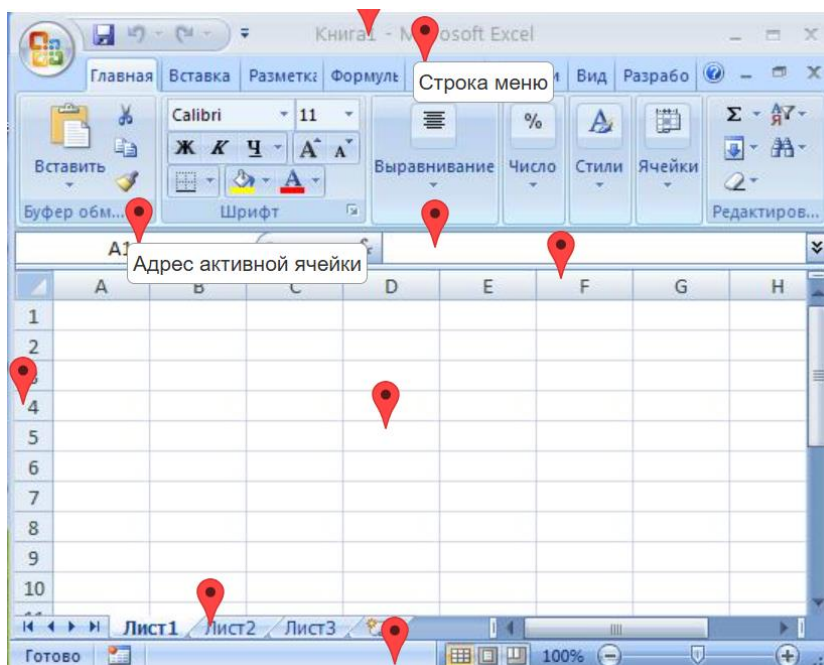 Книга1 - Microsoft Excel
Главная Вставка Разметка Формулы Вид Разрабо
Строка меню
Calibri 11
Вставить Ж К Ч А А Выравнивание Число Стили Ячейки Σ А Я
%
Буфер обм... Шрифт Редактиров...
A1
Адрес активной ячейки
A B C D E F G H
1
2
3
4
5
6
7
8
9
10
Лист1 Лист2 Лист3
Готово 100%